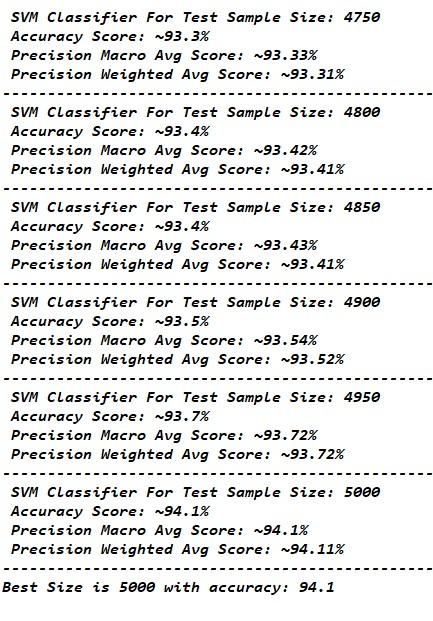 SVM Classifier For Test Sample Size: 4750
Accuracy Score: ~93.3%
Precision Macro Avg Score: ~93.33%
Precision Weighted Avg Score: ~93.31%
------------------------------------------------
SVM Classifier For Test Sample Size: 4800
Accuracy Score: ~93.4%
Precision Macro Avg Score: ~93.42%
Precision Weighted Avg Score: ~93.41%
------------------------------------------------
SVM Classifier For Test Sample Size: 4850
Accuracy Score: ~93.4%
Precision Macro Avg Score: ~93.43%
Precision Weighted Avg Score: ~93.41%
------------------------------------------------
SVM Classifier For Test Sample Size: 4900
Accuracy Score: ~93.5%
Precision Macro Avg Score: ~93.54%
Precision Weighted Avg Score: ~93.52%
------------------------------------------------
SVM Classifier For Test Sample Size: 4950
Accuracy Score: ~93.7%
Precision Macro Avg Score: ~93.72%
Precision Weighted Avg Score: ~93.72%
------------------------------------------------
SVM Classifier For Test Sample Size: 5000
Accuracy Score: ~94.1%
Precision Macro Avg Score: ~94.1%
Precision Weighted Avg Score: ~94.11%
------------------------------------------------
Best Size is 5000 with accuracy: 94.1